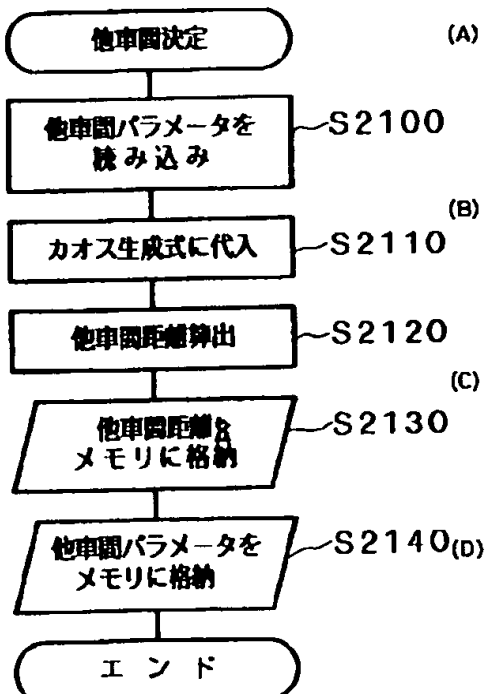 他車間決定
(A)
他車間パラメータを
読み込み
S2100
(B)
カオス生成式に代入
S2110
他車間距離算出
S2120
(C)
他車間距離を
メモリに格納
S2130
他車間パラメータを
メモリに格納
S2140
(D)
エンド